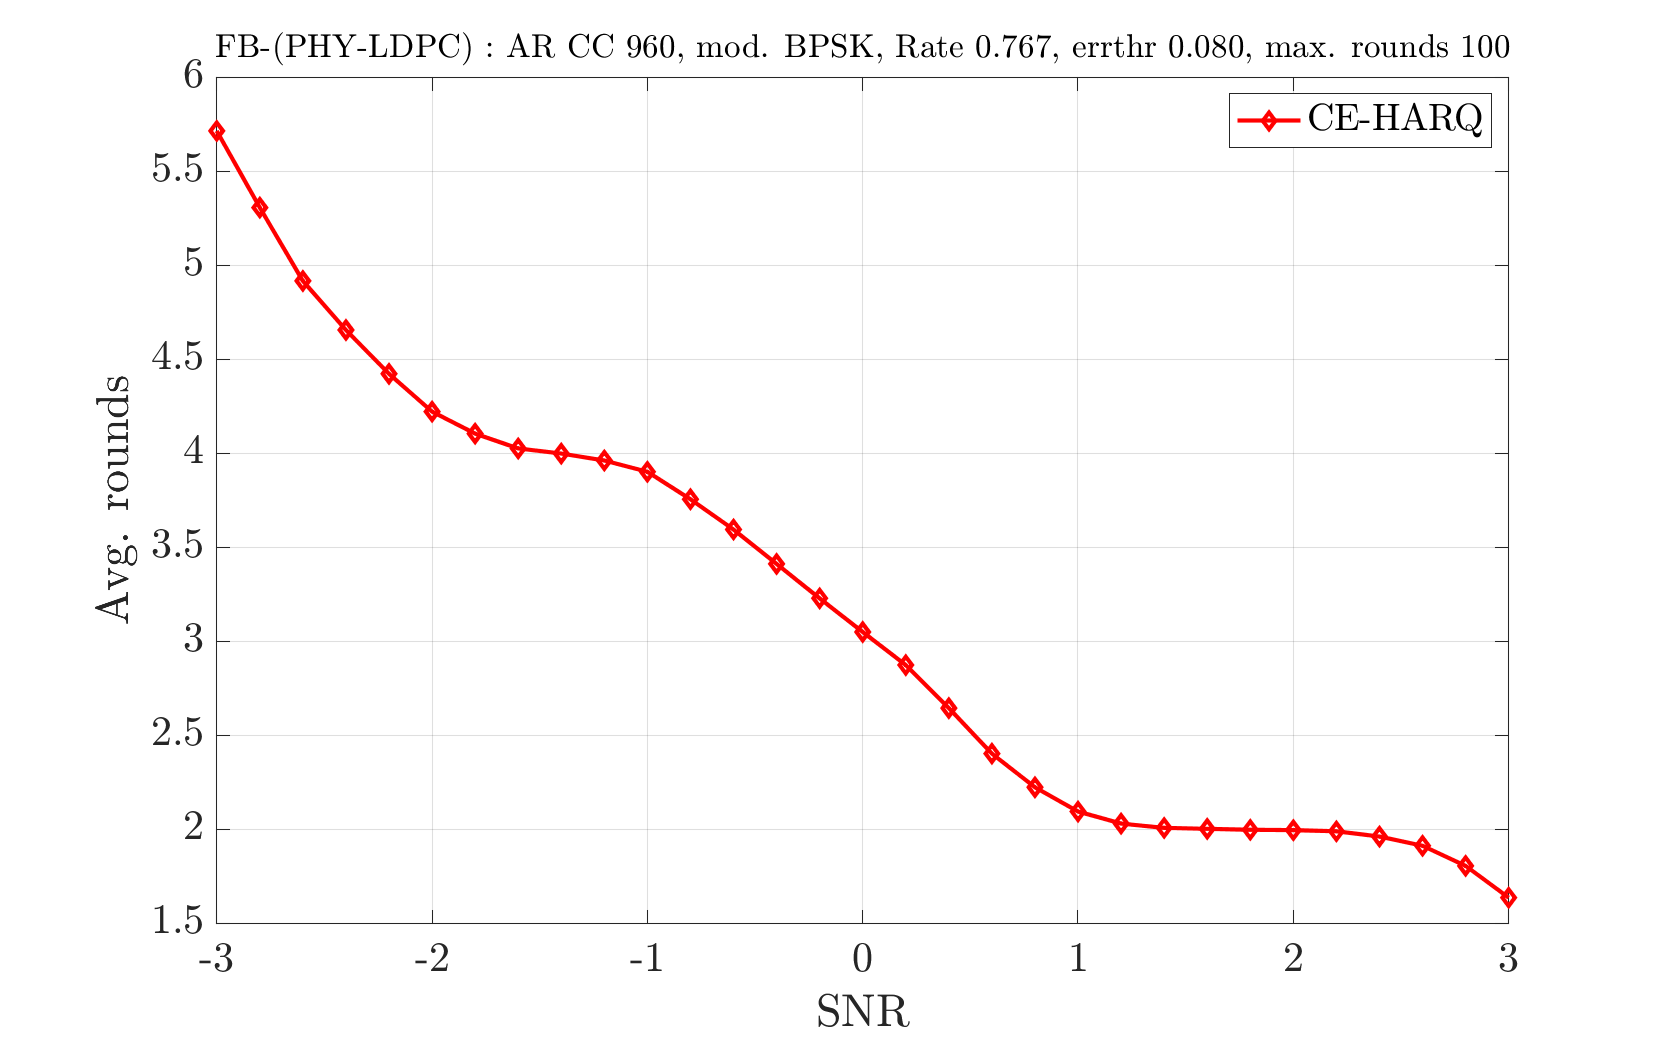 FB-(PHY-LDPC) : AR CC 960, mod. BPSK, Rate 0.767, errthr 0.080, max. rounds 100
CE-HARQ
6
5.5
5
4.5
4
3.5
3
2.5
2
1.5
Avg. rounds
-3 -2 -1 0 1 2 3
SNR